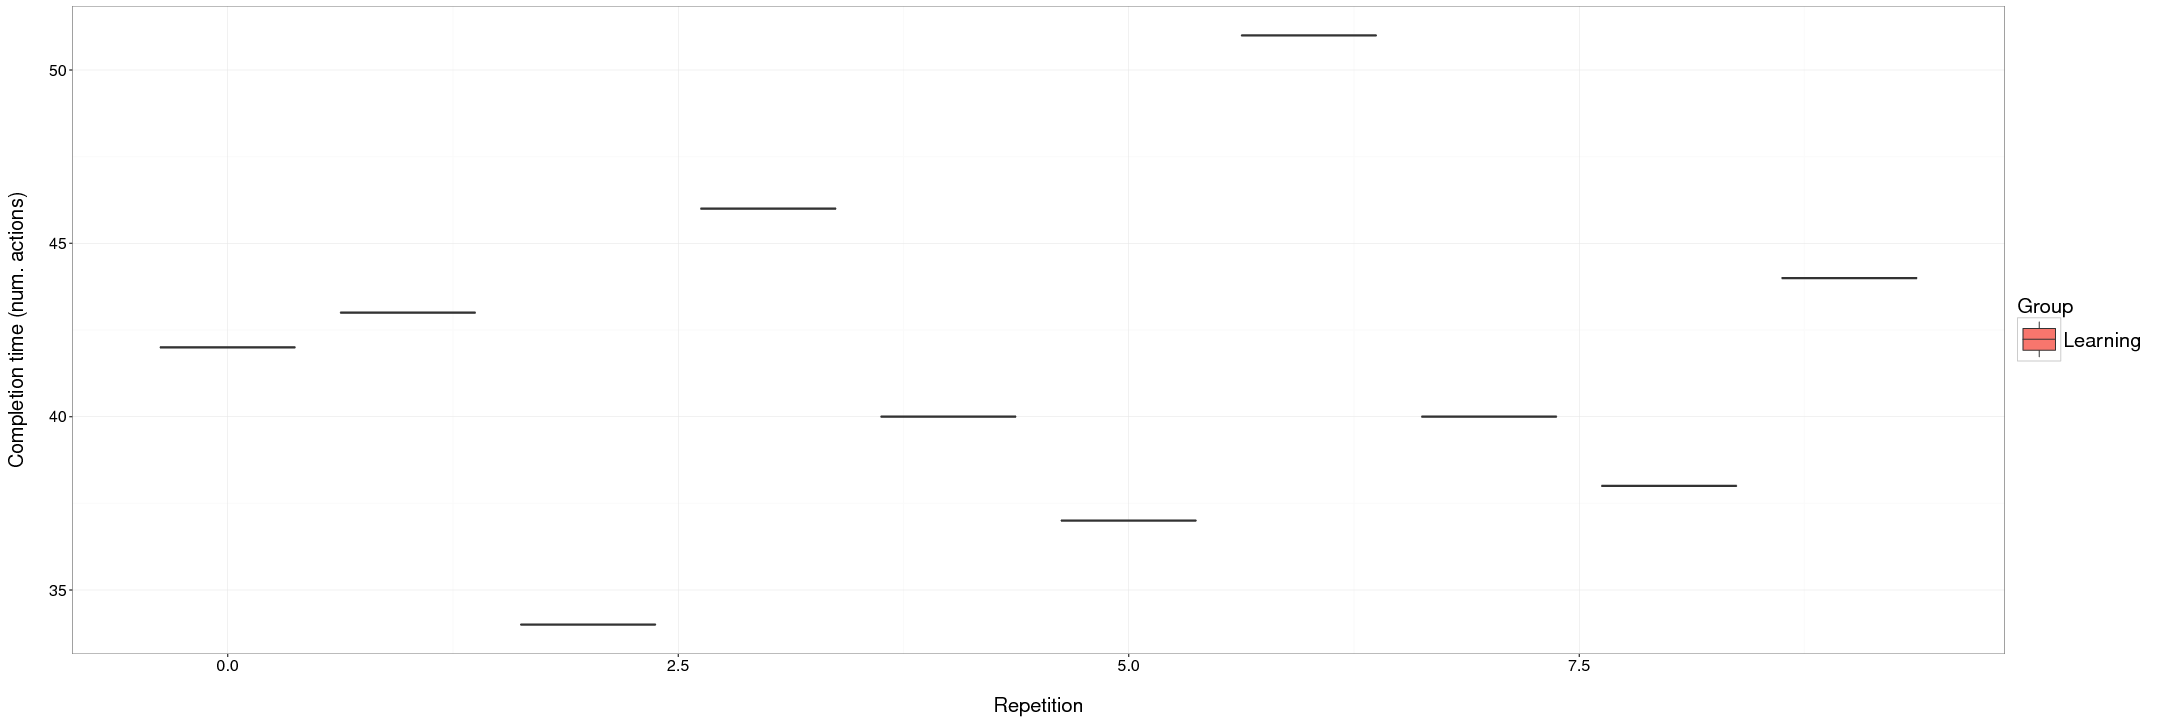 Completion time (num. actions)
50
45
40
35
0.0 2.5 5.0 7.5
Repetition
Group
Learning